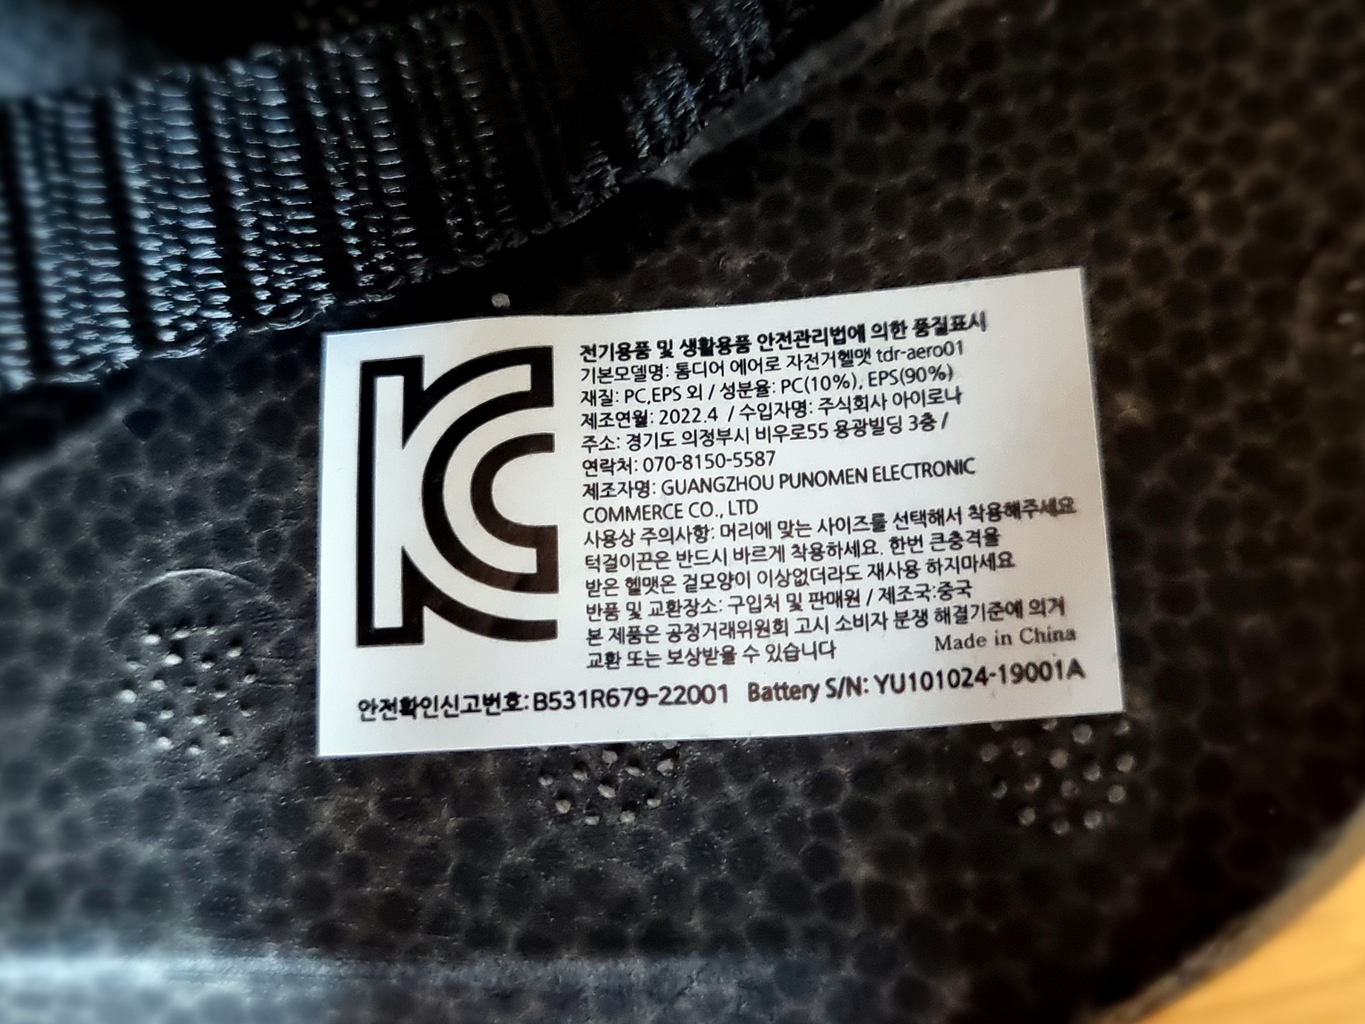 전기용품 및 생활용품 안전관리법에 의한 품질표시
기본모델명: 톰디어 에어로 자전거헬맷 tdr-aero01
재질: PC,EPS 외 / 성분율: PC(10%), EPS(90%)
제조연월: 2022.4 / 수입자명: 주식회사 아이로나
주소: 경기도 의정부시 비우로55 용광빌딩 3층 /
연락처: 070-8150-5587
제조자명: GUANGZHOU PUNOMEN ELECTRONIC
COMMERCE CO., LTD
사용상 주의사항: 머리에 맞는 사이즈를 선택해서 착용해주세요
턱걸이끈은 반드시 바르게 착용하세요. 한번 큰충격을
받은 헬맷은 겉모양이 이상없더라도 재사용 하지마세요
반품 및 교환장소: 구입처 및 판매원 / 제조국:중국
본 제품은 공정거래위원회 고시 소비자 분쟁 해결기준에 의거
교환 또는 보상받을 수 있습니다 Made in China
안전확인신고번호: B531R679-22001 Battery S/N: YU101024-19001A